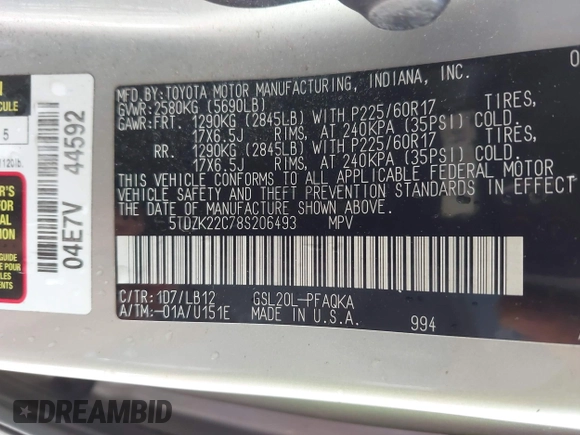 MFD. BY: TOYOTA MOTOR MANUFACTURING, INDIANA, INC.
GVWR: 2580KG (5690LB)
GAWR: FRT. 1290KG (2845LB) WITH P225/60R17 TIRES,
17X6.5J RIMS, AT 240KPA (35PSI) COLD.
RR. 1290KG (2845LB) WITH P225/60R17 TIRES,
17X6.5J RIMS, AT 240KPA (35PSI) COLD.
THIS VEHICLE CONFORMS TO ALL APPLICABLE FEDERAL MOTOR
VEHICLE SAFETY AND THEFT PREVENTION STANDARDS IN EFFECT
THE DATE OF MANUFACTURE SHOWN ABOVE.
5TDZK22C78S206493 MPV
C/TR: 1D7/LB12 GSL20L-PFAQKA
A/TM: -01A/U151E MADE IN U.S.A. 994
04E7V 44592
DREAMBID